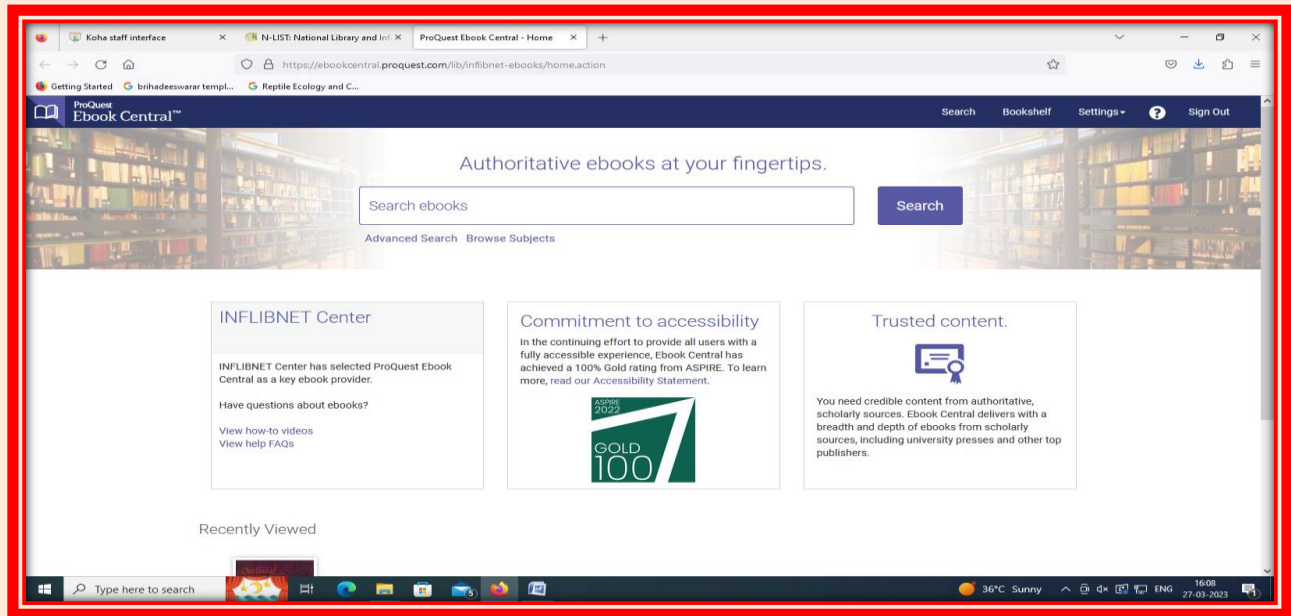 Koha staff interface
N-LIST: National Library and Inf
ProQuest Ebook Central - Home
https://ebookcentral.proquest.com/lib/inflibnet-ebooks/home.action
Getting Started brihadeeswarar templ... Reptile Ecology and C...
ProQuest
Ebook Central™
Search Bookshelf Settings ? Sign Out
Authoritative ebooks at your fingertips.
Search ebooks
Search
Advanced Search Browse Subjects
INFLIBNET Center
INFLIBNET Center has selected ProQuest Ebook
Central as a key ebook provider.
Have questions about ebooks?
View how-to videos
View help FAQs
Commitment to accessibility
In the continuing effort to provide all users with a
fully accessible experience, Ebook Central has
achieved a 100% Gold rating from ASPIRE. To learn
more, read our Accessibility Statement.
ASPIRE
2022
GOLD
100
Trusted content.
You need credible content from authoritative,
scholarly sources. Ebook Central delivers with a
breadth and depth of ebooks from scholarly
sources, including university presses and other top
publishers.
Recently Viewed
Type here to search
36°C Sunny
ENG
16:08
27-03-2023